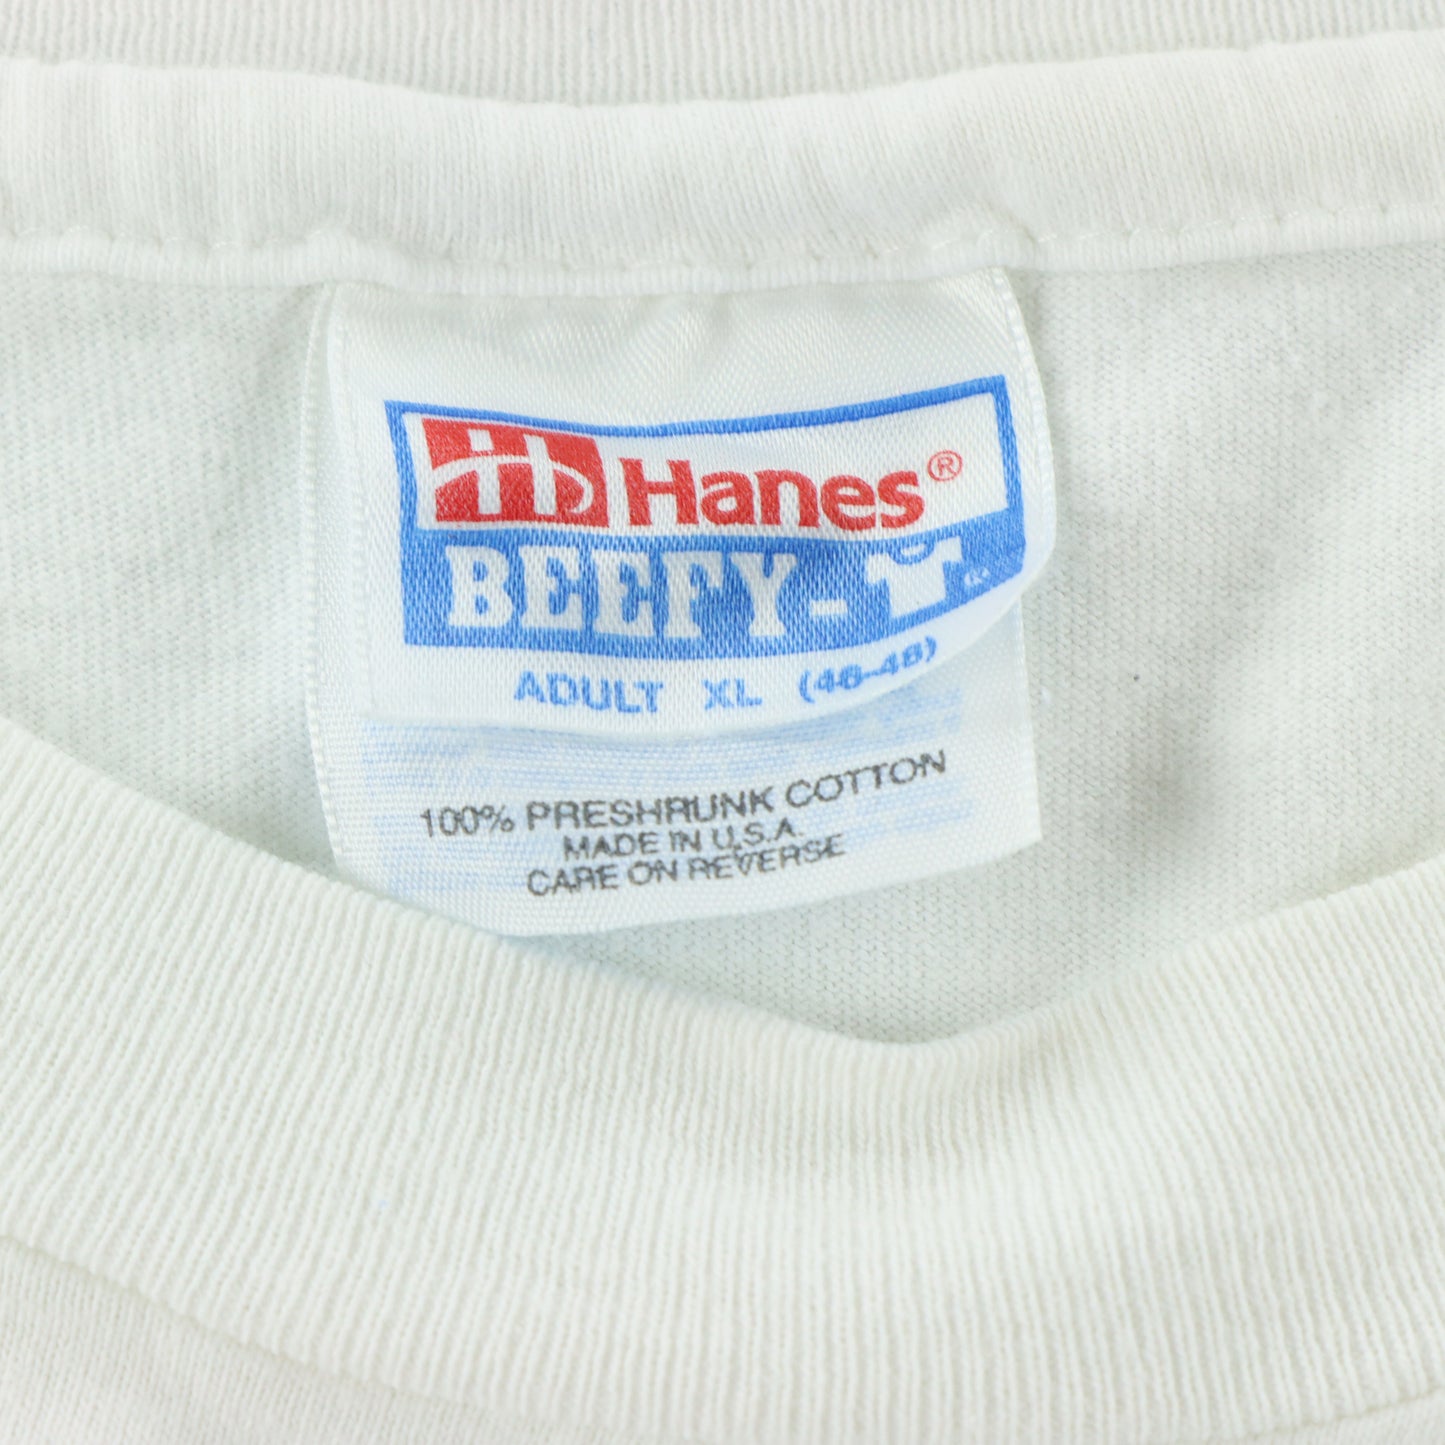 Hanes®
BEEFY-T®
ADULT XL (46-48)
100% PRESHRUNK COTTON
MADE IN U.S.A.
CARE ON REVERSE